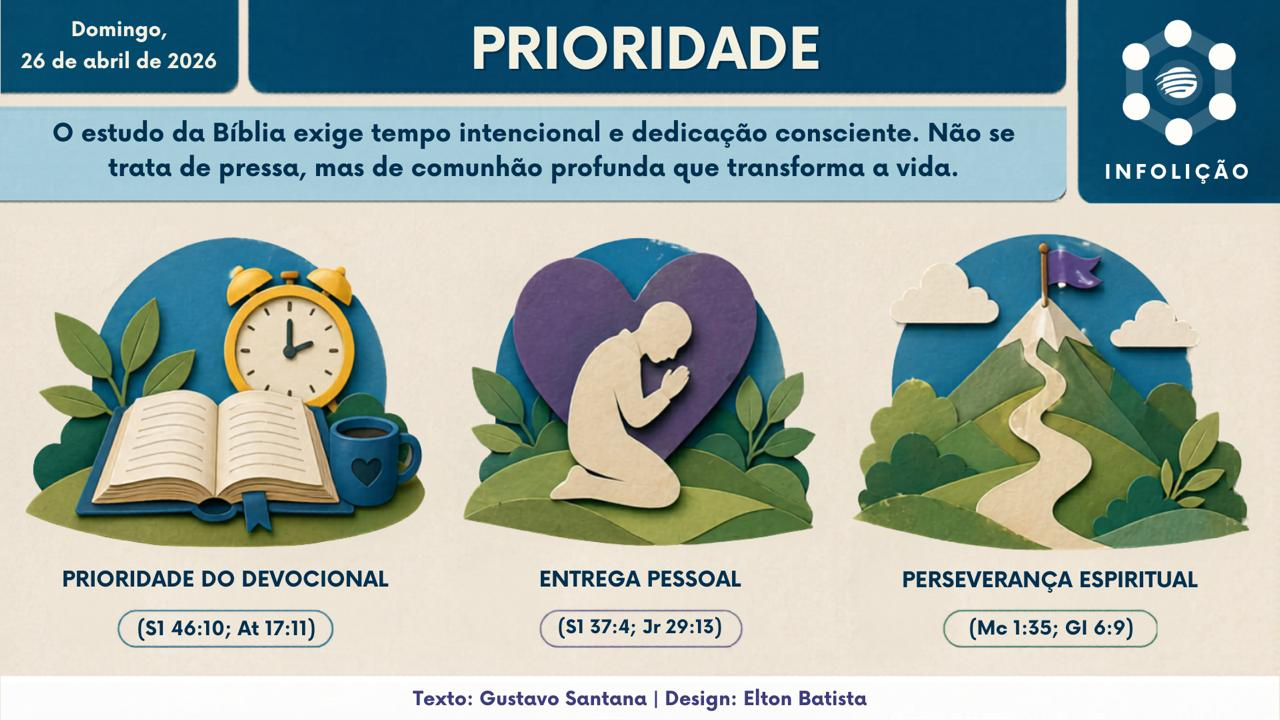 Domingo,
26 de abril de 2026
PRIORIDADE
INFOLIÇÃO
O estudo da Bíblia exige tempo intencional e dedicação consciente. Não se
trata de pressa, mas de comunhão profunda que transforma a vida.
PRIORIDADE DO DEVOCIONAL
(S1 46:10; At 17:11)
ENTREGA PESSOAL
(S1 37:4; Jr 29:13)
PERSEVERANÇA ESPIRITUAL
(Mc 1:35; Gl 6:9)
Texto: Gustavo Santana | Design: Elton Batista